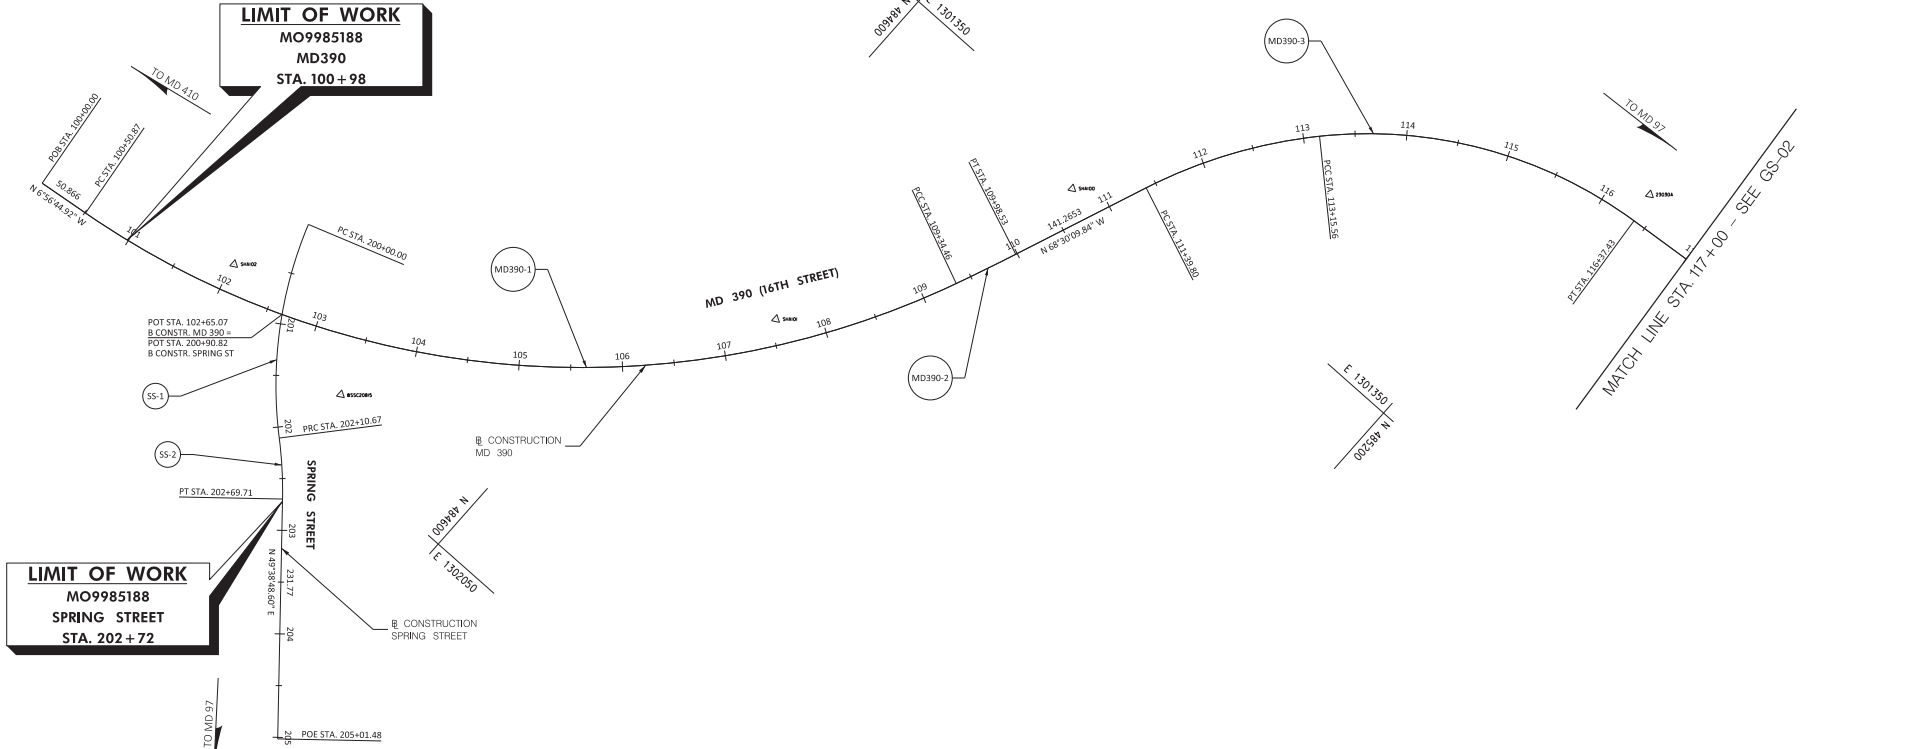 LIMIT OF WORK
MO9985188
MD390
STA. 100+98
TO MD 410
POB STA. 100+00.00
PC STA. 100+50.87
50.866
N 6°56'44.92" W
101
SHA102
102
PC STA. 200+00.00
POT STA. 102+65.07
B CONSTR. MD 390 =
POT STA. 200+90.82
B CONSTR. SPRING ST
201
103
104
105
106
107
108
109
110
111
112
113
114
115
116
MD390-1
MD 390 (16TH STREET)
SHA101
MD390-2
PCC STA. 109+34.46
PT STA. 109+98.53
SHA100
141.2653
N 68°30'09.84" W
PC STA. 111+39.80
MD390-3
PCC STA. 113+15.56
PT STA. 116+37.43
23030A
TO MD 97
MATCH LINE STA. 117+00 - SEE GS-02
N 484600
E 1301350
E 1301350
N 485200
SS-1
202
PRC STA. 202+10.67
SS-2
PT STA. 202+69.71
SPRING STREET
203
N 49°38'48.60" E
231.77
204
205
POE STA. 205+01.48
B CONSTRUCTION
MD 390
B CONSTRUCTION
SPRING STREET
N 484600
E 1302050
LIMIT OF WORK
MO9985188
SPRING STREET
STA. 202+72
TO MD 97